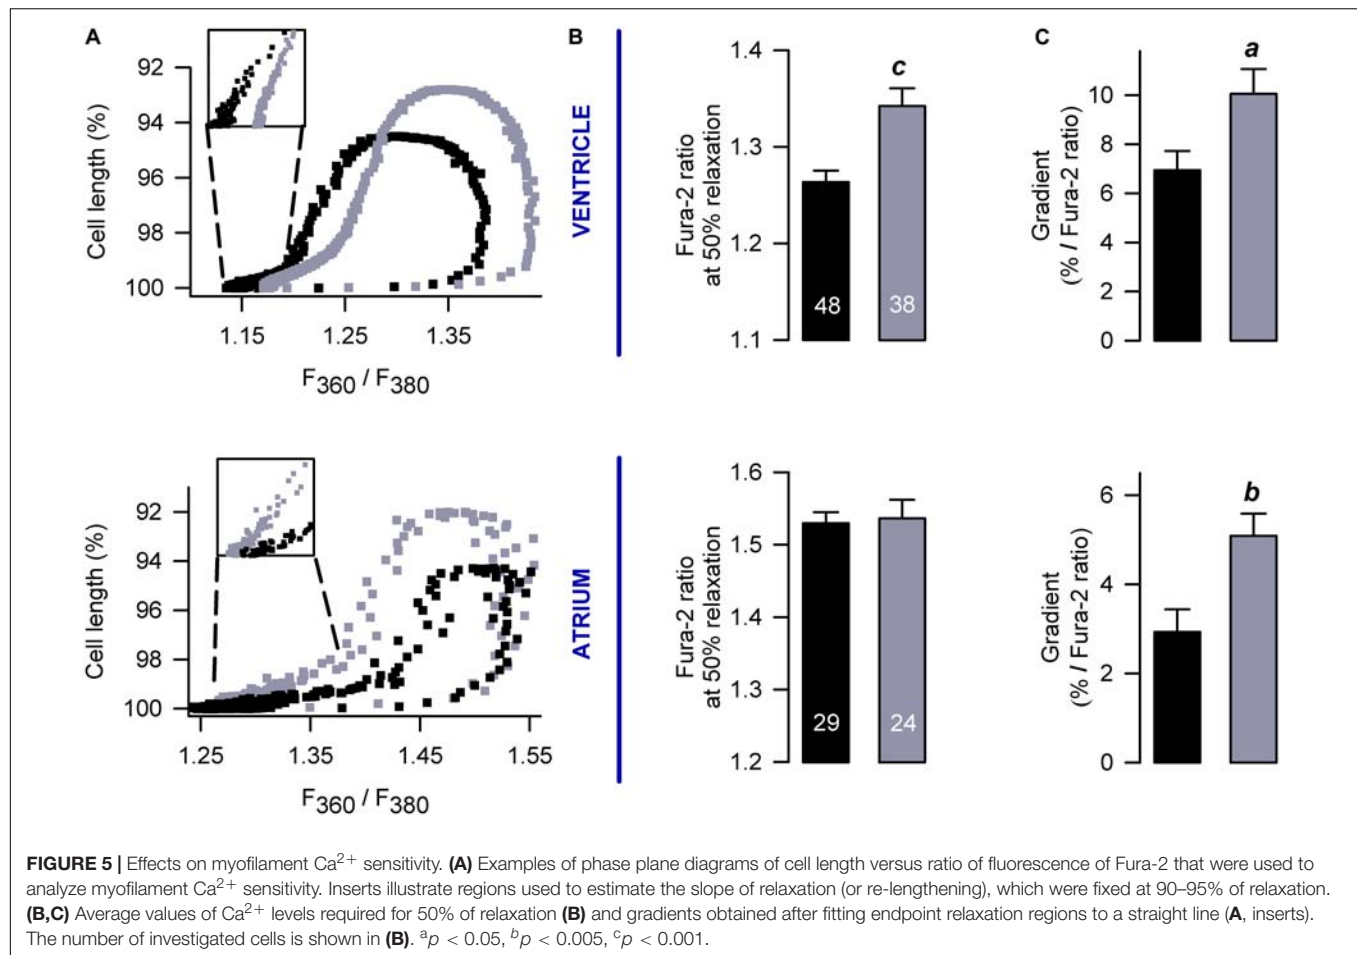 A
92
94
96
98
100
Cell length (%)
1.15
1.25
1.35
F360 / F380
B
VENTRICLE
1.4
1.3
1.2
1.1
Fura-2 ratio
at 50% relaxation
c
48
38
C
10
8
6
4
2
0
Gradient
(% / Fura-2 ratio)
a
92
94
96
98
100
Cell length (%)
1.25
1.35
1.45
1.55
F360 / F380
ATRIUM
1.6
1.5
1.4
1.3
1.2
Fura-2 ratio
at 50% relaxation
29
24
6
4
2
0
Gradient
(% / Fura-2 ratio)
b
FIGURE 5 | Effects on myofilament Ca2+ sensitivity. (A) Examples of phase plane diagrams of cell length versus ratio of fluorescence of Fura-2 that were used to
analyze myofilament Ca2+ sensitivity. Inserts illustrate regions used to estimate the slope of relaxation (or re-lengthening), which were fixed at 90–95% of relaxation.
(B,C) Average values of Ca2+ levels required for 50% of relaxation (B) and gradients obtained after fitting endpoint relaxation regions to a straight line (A, inserts).
The number of investigated cells is shown in (B). ap < 0.05, bp < 0.005, cp < 0.001.